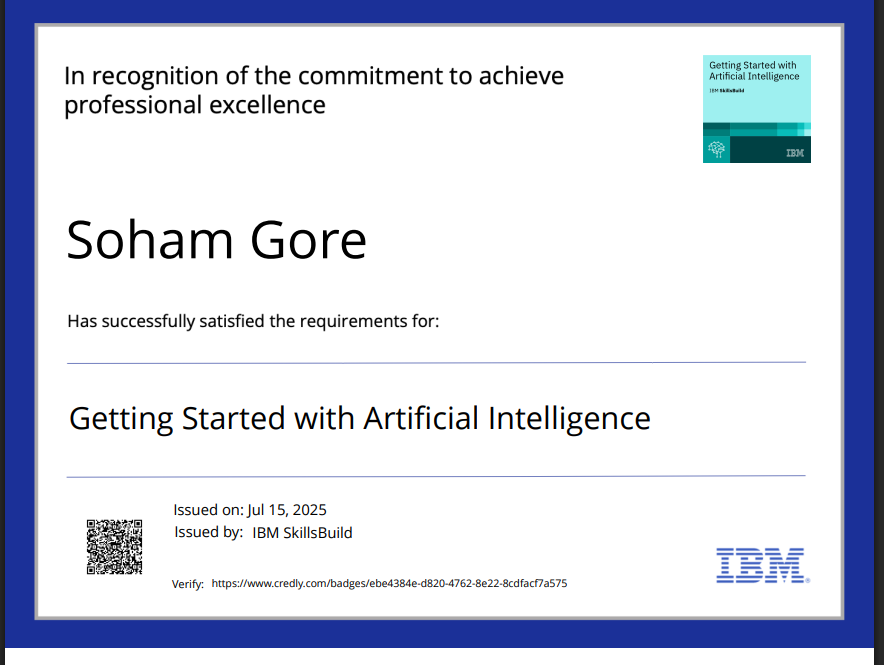 In recognition of the commitment to achieve
professional excellence
Getting Started with
Artificial Intelligence
IBM SkillsBuild
IBM
Soham Gore
Has successfully satisfied the requirements for:
Getting Started with Artificial Intelligence
Issued on: Jul 15, 2025
Issued by: IBM SkillsBuild
Verify: https://www.credly.com/badges/ebe4384e-d820-4762-8e22-8cdfacf7a575
IBM®